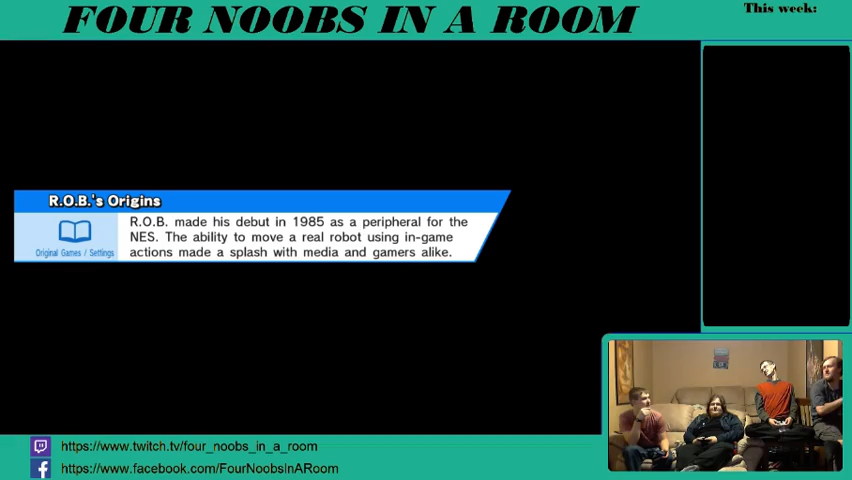 FOUR NOOBS IN A ROOM
This week:
R.O.B.'s Origins
R.O.B. made his debut in 1985 as a peripheral for the
NES. The ability to move a real robot using in-game
actions made a splash with media and gamers alike.
Original Games / Settings
https://www.twitch.tv/four_noobs_in_a_room
https://www.facebook.com/FourNoobsInARoom